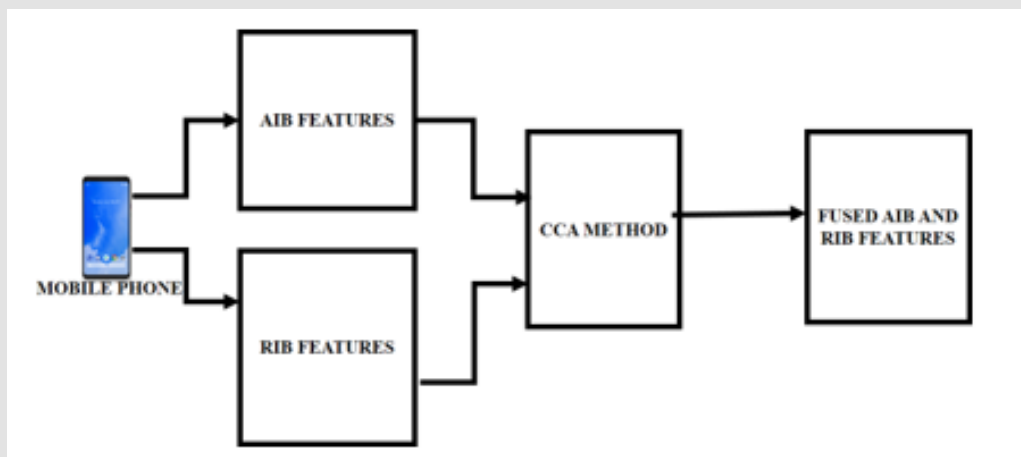 AIB FEATURES
MOBILE PHONE
RIB FEATURES
CCA METHOD
FUSED AIB AND
RIB FEATURES